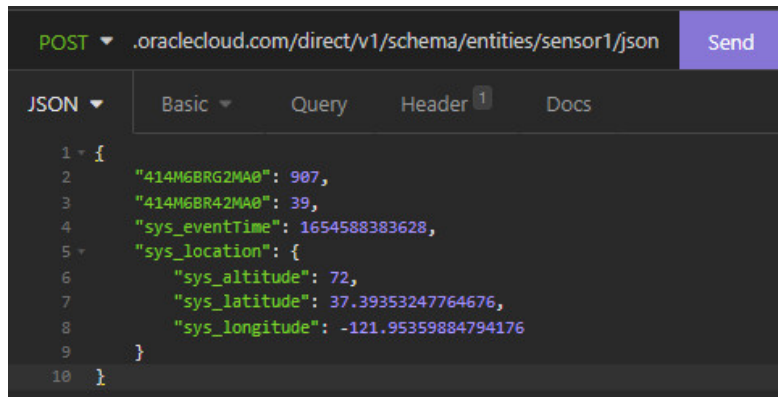 POST .oraclecloud.com/direct/v1/schema/entities/sensor1/json Send
JSON Basic Query Header 1 Docs
1 {
2 "414M6BRG2MA0": 907,
3 "414M6BR42MA0": 39,
4 "sys_eventTime": 1654588383628,
5 "sys_location": {
6 "sys_altitude": 72,
7 "sys_latitude": 37.39353247764676,
8 "sys_longitude": -121.95359884794176
9 }
10 }